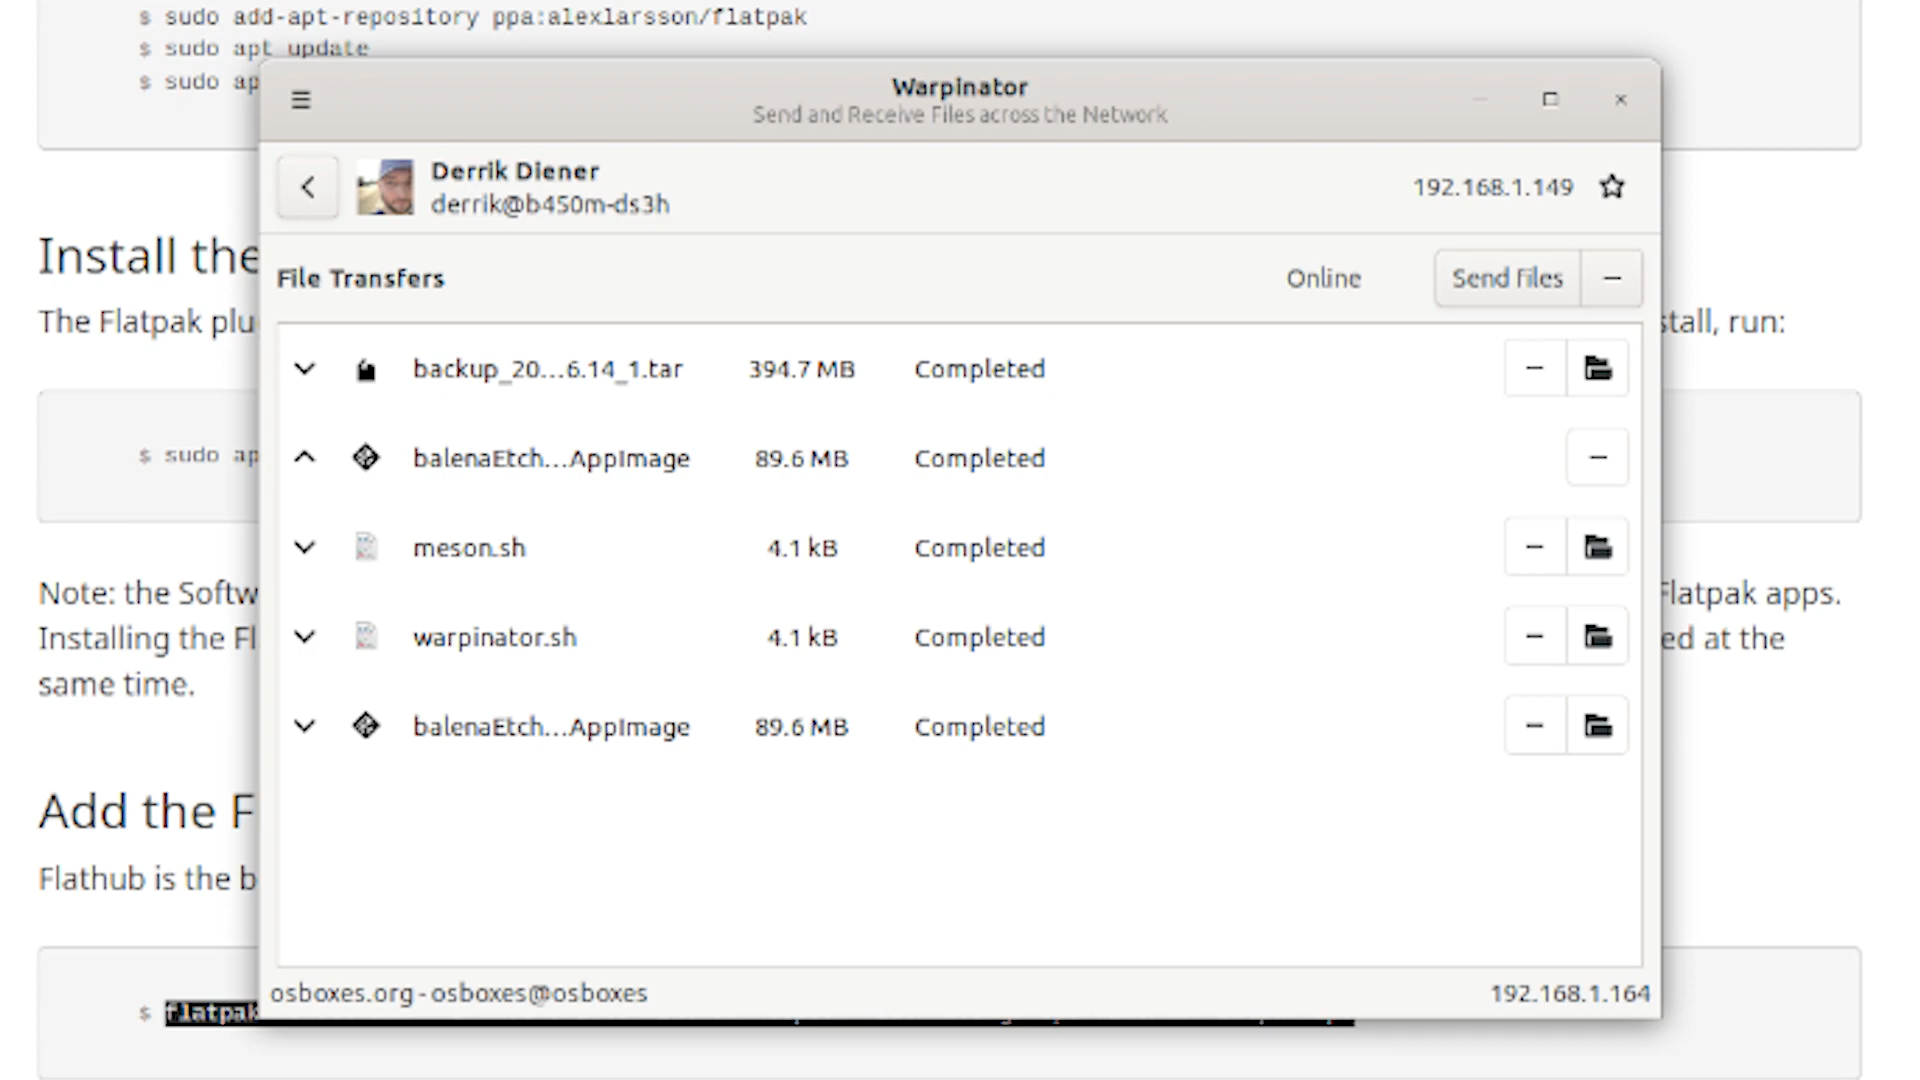 $ sudo add-apt-repository ppa:alexlarsson/flatpak
$ sudo apt update
$ sudo ap
Warpinator
Send and Receive Files across the Network
Derrik Diener
derrik@b450m-ds3h
192.168.1.149
Install the
File Transfers
Online
Send files
The Flatpak plu
stall, run:
backup_20...6.14_1.tar 394.7 MB Completed
$ sudo ap
balenaEtch...AppImage 89.6 MB Completed
meson.sh 4.1 kB Completed
Note: the Softw
Flatpak apps.
Installing the Fl
warpinator.sh 4.1 kB Completed
ed at the
same time.
balenaEtch...AppImage 89.6 MB Completed
Add the F
Flathub is the b
osboxes.org - osboxes@osboxes
192.168.1.164
$ flatpak